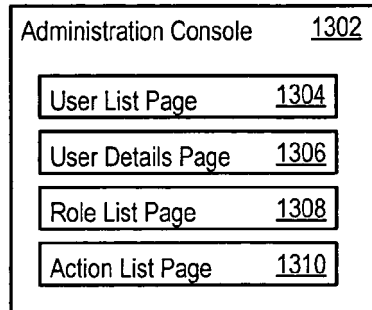 Administration Console 1302
User List Page 1304
User Details Page 1306
Role List Page 1308
Action List Page 1310